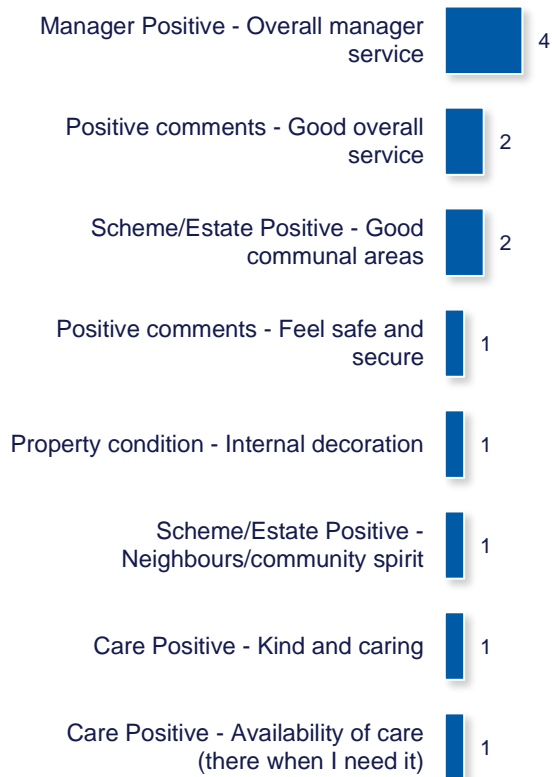 Manager Positive - Overall manager
service
4
Positive comments - Good overall
service
2
Scheme/Estate Positive - Good
communal areas
2
Positive comments - Feel safe and
secure
1
Property condition - Internal decoration
1
Scheme/Estate Positive -
Neighbours/community spirit
1
Care Positive - Kind and caring
1
Care Positive - Availability of care
(there when I need it)
1